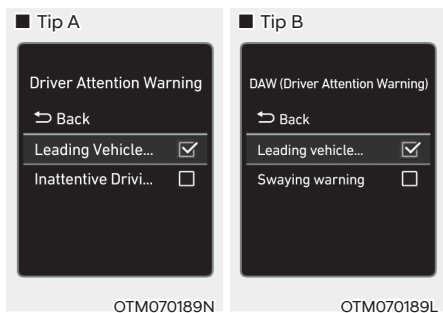 ■ Tip A
Driver Attention Warning
⮌ Back
Leading Vehicle...
Inattentive Drivi...
OTM070189N
■ Tip B
DAW (Driver Attention Warning)
⮌ Back
Leading vehicle...
Swaying warning
OTM070189L